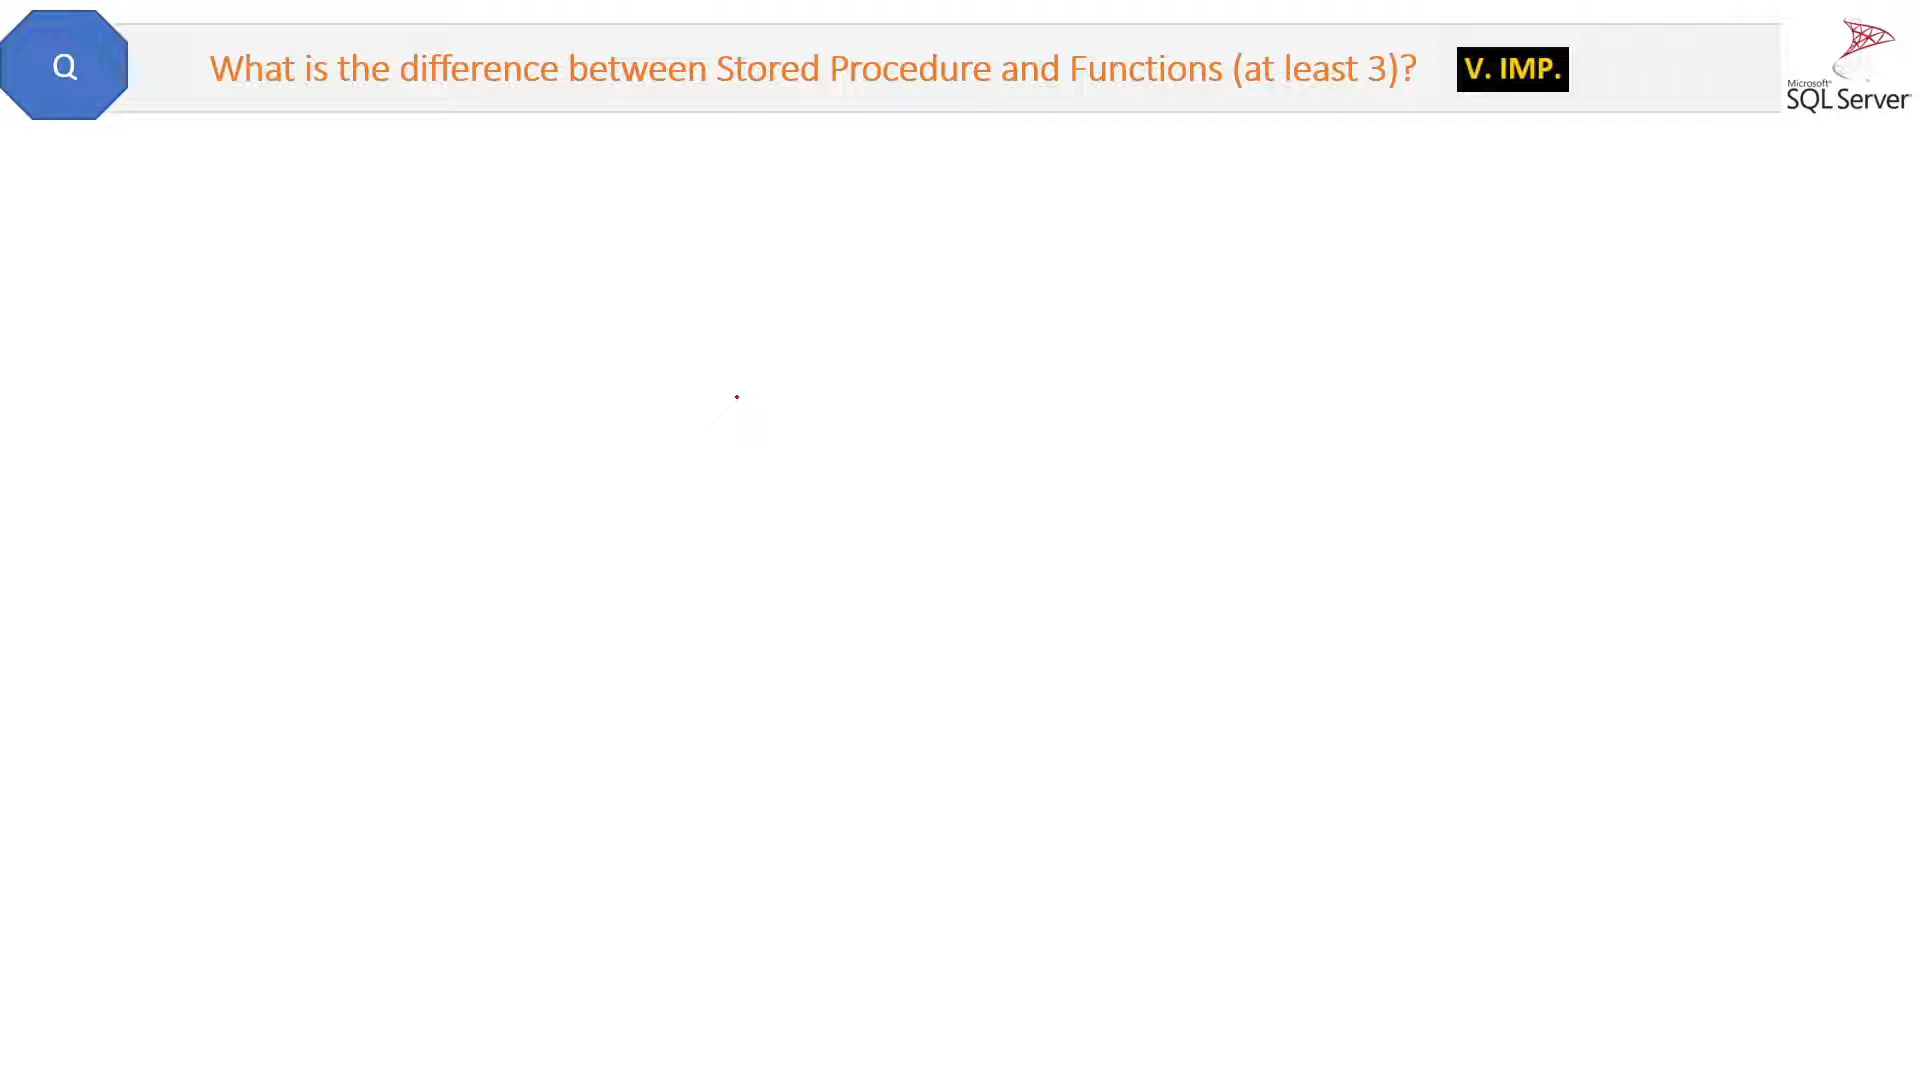 Q
What is the difference between Stored Procedure and Functions (at least 3)?
V. IMP.
Microsoft®
SQL Server®